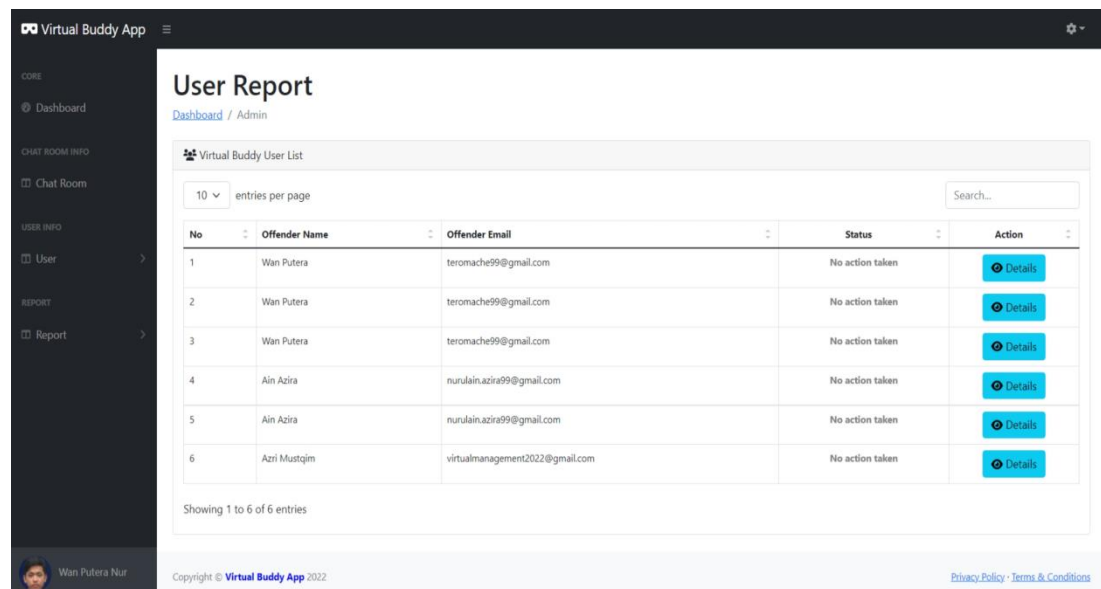 Virtual Buddy App
CORE
Dashboard
CHAT ROOM INFO
Chat Room
USER INFO
User
REPORT
Report
Wan Putera Nur
User Report
Dashboard / Admin
Virtual Buddy User List
10 entries per page
Search...
No Offender Name Offender Email Status Action
1 Wan Putera teromache99@gmail.com No action taken Details
2 Wan Putera teromache99@gmail.com No action taken Details
3 Wan Putera teromache99@gmail.com No action taken Details
4 Ain Azira nurulain.azira99@gmail.com No action taken Details
5 Ain Azira nurulain.azira99@gmail.com No action taken Details
6 Azri Mustqim virtualmanagement2022@gmail.com No action taken Details
Showing 1 to 6 of 6 entries
Copyright © Virtual Buddy App 2022
Privacy Policy · Terms & Conditions